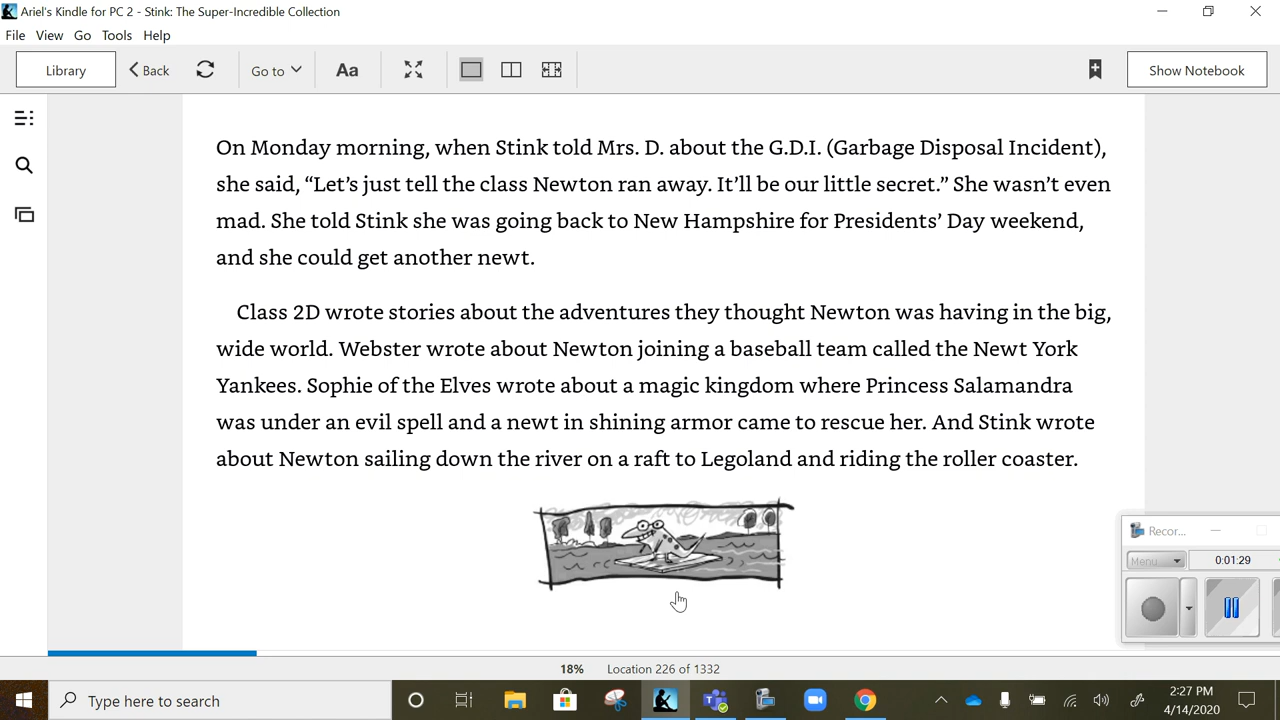 Ariel's Kindle for PC 2 - Stink: The Super-Incredible Collection
File View Go Tools Help
Library
Back
Go to
Aa
Show Notebook
On Monday morning, when Stink told Mrs. D. about the G.D.I. (Garbage Disposal Incident),
she said, “Let’s just tell the class Newton ran away. It’ll be our little secret.” She wasn’t even
mad. She told Stink she was going back to New Hampshire for Presidents’ Day weekend,
and she could get another newt.
Class 2D wrote stories about the adventures they thought Newton was having in the big,
wide world. Webster wrote about Newton joining a baseball team called the Newt York
Yankees. Sophie of the Elves wrote about a magic kingdom where Princess Salamandra
was under an evil spell and a newt in shining armor came to rescue her. And Stink wrote
about Newton sailing down the river on a raft to Legoland and riding the roller coaster.
Recor...
Menu
0:01:29
18%
Location 226 of 1332
Type here to search
2:27 PM
4/14/2020